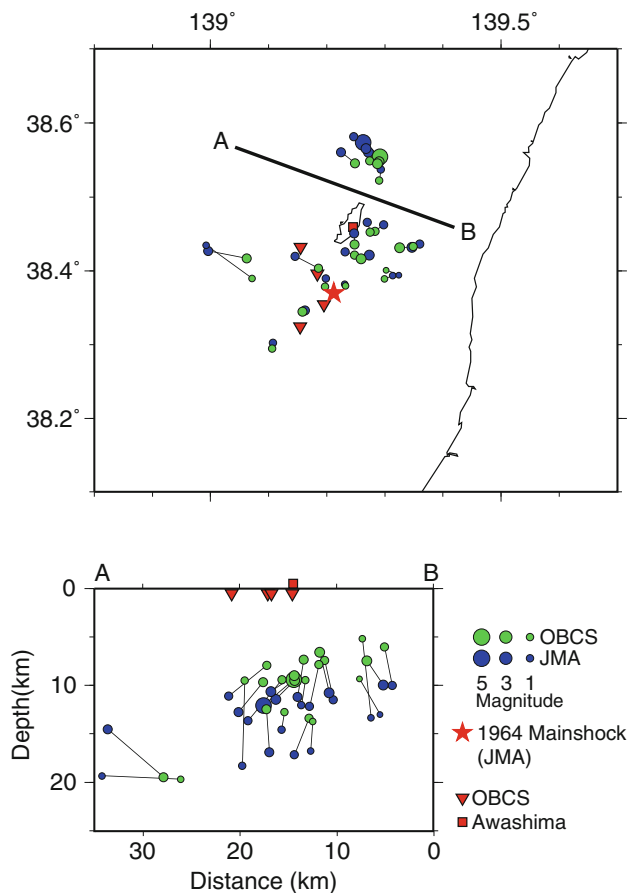 139° 139.5°
38.6°
38.4°
38.2°
A
B
A B
0
10
20
Depth(km)
30 20 10 0
Distance (km)
OBCS
JMA
5 3 1
Magnitude
1964 Mainshock
(JMA)
OBCS
Awashima